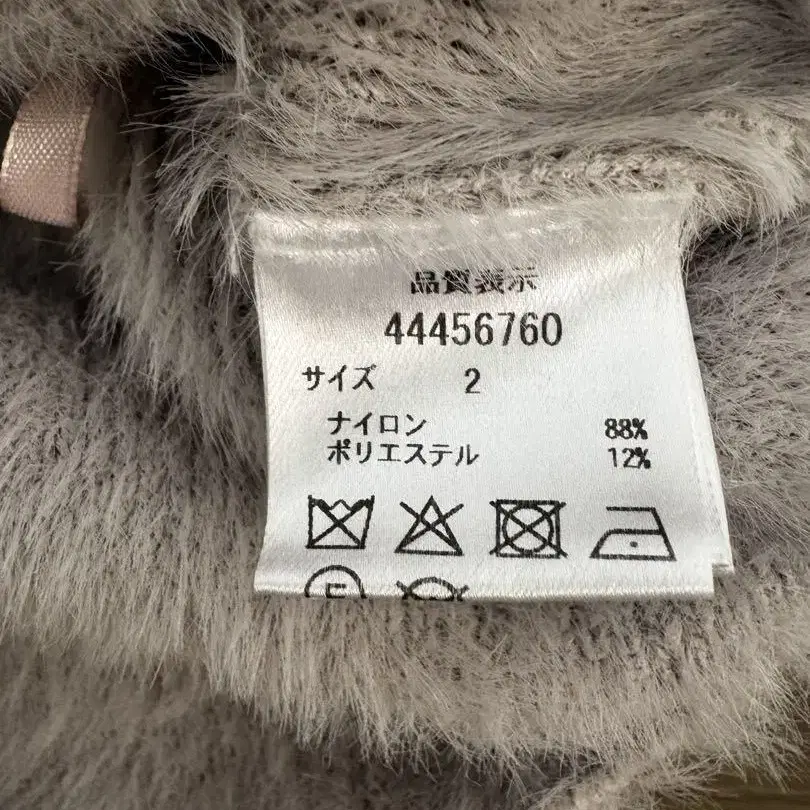 品質表示
44456760
サイズ 2
ナイロン 88%
ポリエステル 12%